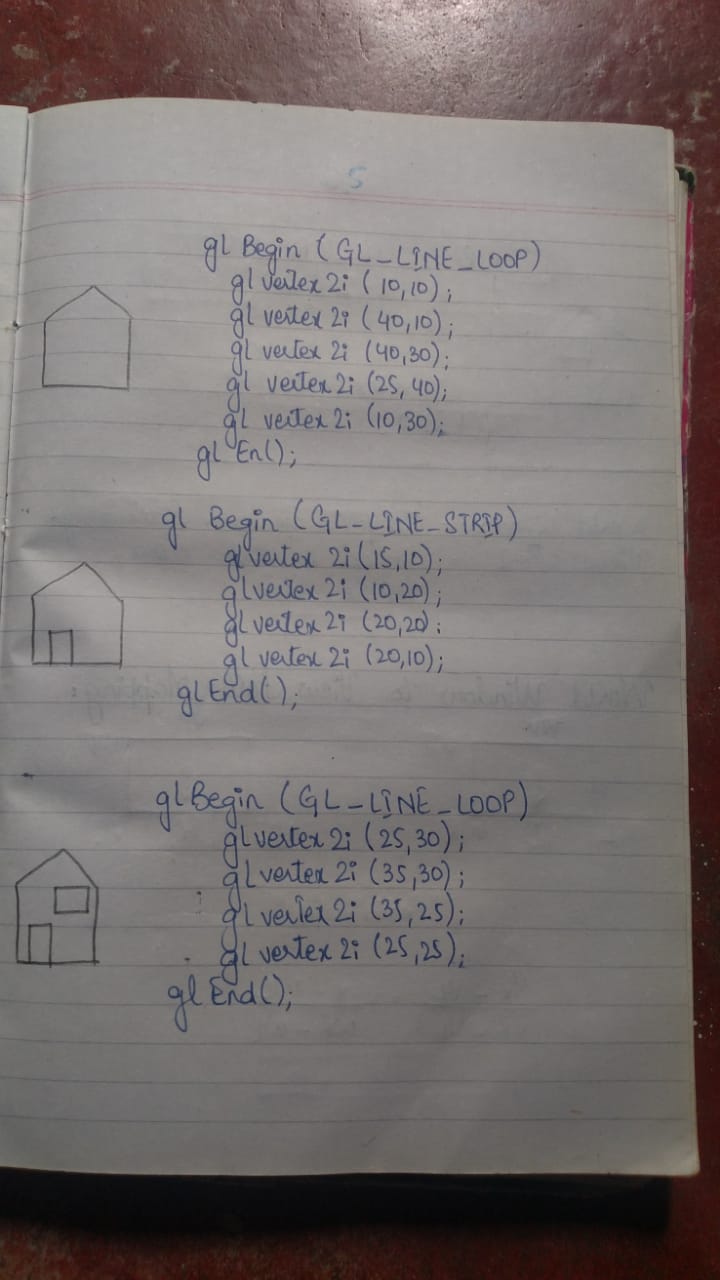 5
gl Begin (GL_LINE_LOOP)
gl vertex 2i (10,10);
gl vertex 2i (40,10);
gl vertex 2i (40,30);
gl vertex 2i (25,40);
gl vertex 2i (10,30);
gl En();
gl Begin (GL_LINE_STRIP)
gl vertex 2i (15,10);
gl vertex 2i (10,20);
gl vertex 2i (20,20);
gl vertex 2i (20,10);
gl End();
gl Begin (GL_LINE_LOOP)
gl vertex 2i (25,30);
gl vertex 2i (35,30);
gl vertex 2i (35,25);
gl vertex 2i (25,25);
gl End();